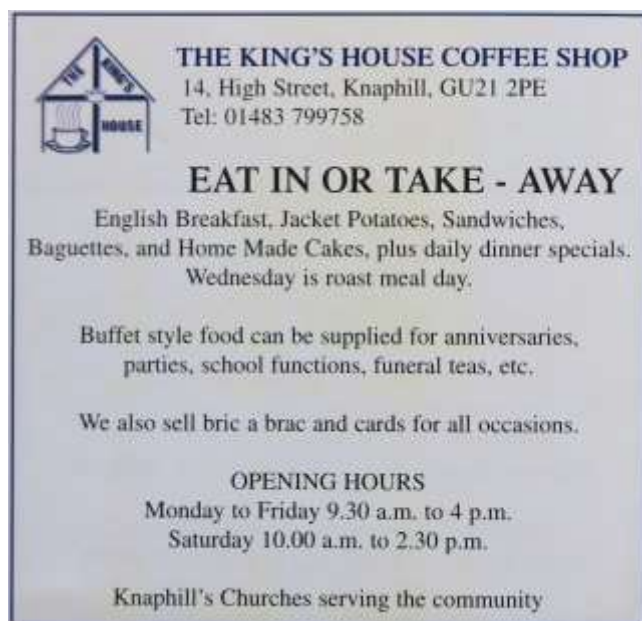 THE KING'S HOUSE
THE KING'S HOUSE COFFEE SHOP
14, High Street, Knaphill, GU21 2PE
Tel: 01483 799758
EAT IN OR TAKE - AWAY
English Breakfast, Jacket Potatoes, Sandwiches,
Baguettes, and Home Made Cakes, plus daily dinner specials.
Wednesday is roast meal day.
Buffet style food can be supplied for anniversaries,
parties, school functions, funeral teas, etc.
We also sell bric a brac and cards for all occasions.
OPENING HOURS
Monday to Friday 9.30 a.m. to 4 p.m.
Saturday 10.00 a.m. to 2.30 p.m.
Knaphill's Churches serving the community